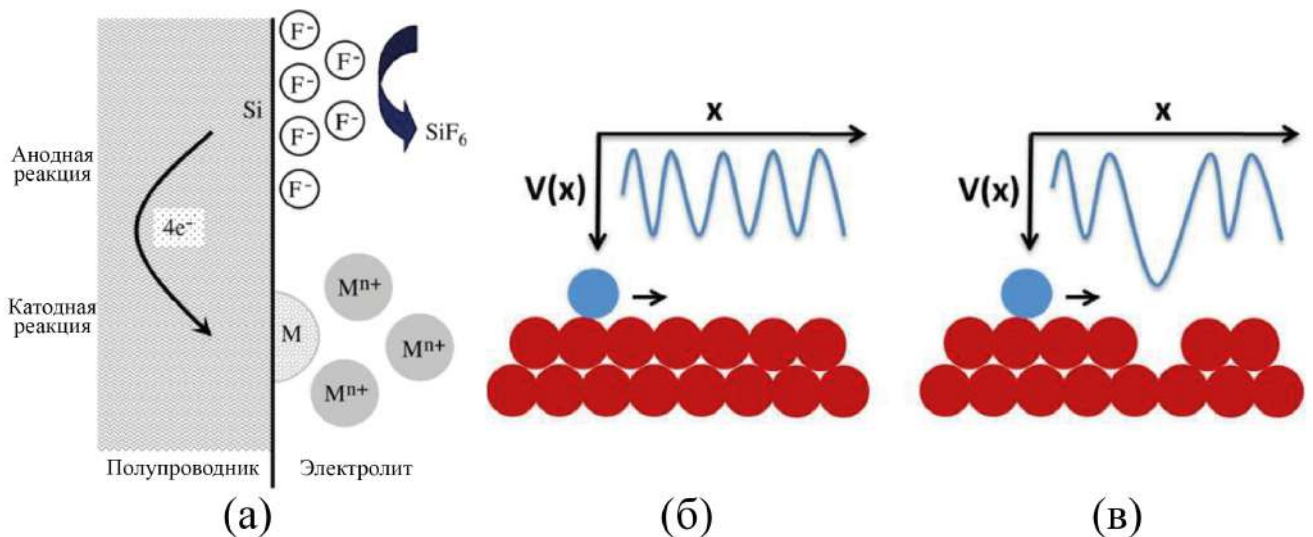 F⁻
F⁻
F⁻
F⁻
F⁻
F⁻
Si
SiF₆
Анодная
реакция
4e⁻
Катодная
реакция
M
Mⁿ⁺
Mⁿ⁺
Mⁿ⁺
Полупроводник
Электролит
(а)
x
V(x)
(б)
x
V(x)
(в)